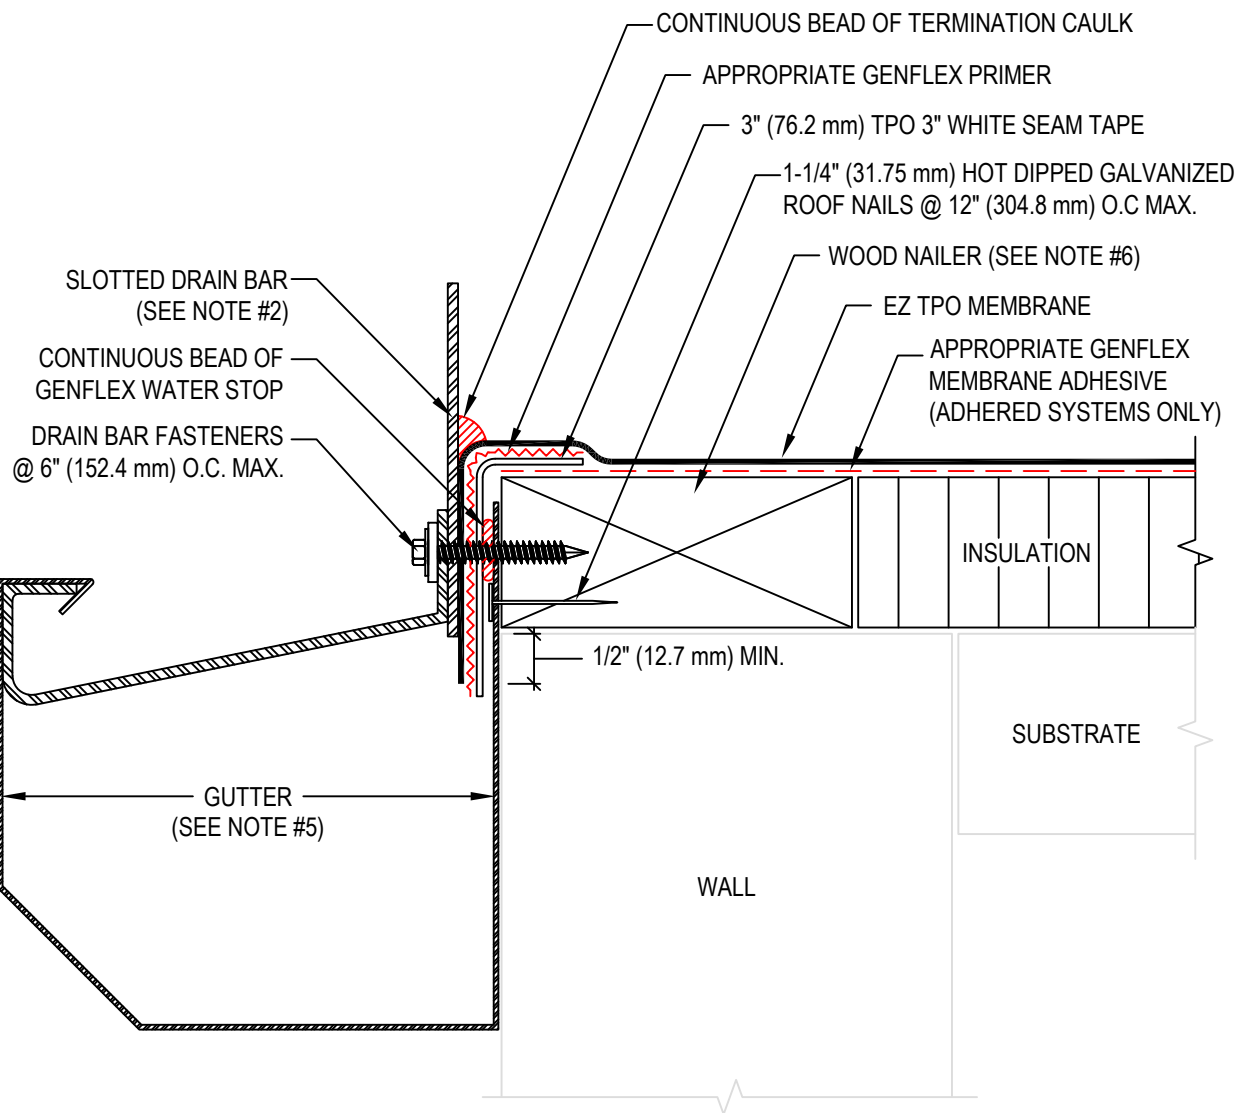 CONTINUOUS BEAD OF TERMINATION CAULK
APPROPRIATE GENFLEX PRIMER
3" (76.2 mm) TPO 3" WHITE SEAM TAPE
1-1/4" (31.75 mm) HOT DIPPED GALVANIZED
ROOF NAILS @ 12" (304.8 mm) O.C MAX.
WOOD NAILER (SEE NOTE #6)
SLOTTED DRAIN BAR
(SEE NOTE #2)
EZ TPO MEMBRANE
CONTINUOUS BEAD OF
GENFLEX WATER STOP
APPROPRIATE GENFLEX
MEMBRANE ADHESIVE
(ADHERED SYSTEMS ONLY)
DRAIN BAR FASTENERS
@ 6" (152.4 mm) O.C. MAX.
INSULATION
1/2" (12.7 mm) MIN.
SUBSTRATE
GUTTER
(SEE NOTE #5)
WALL